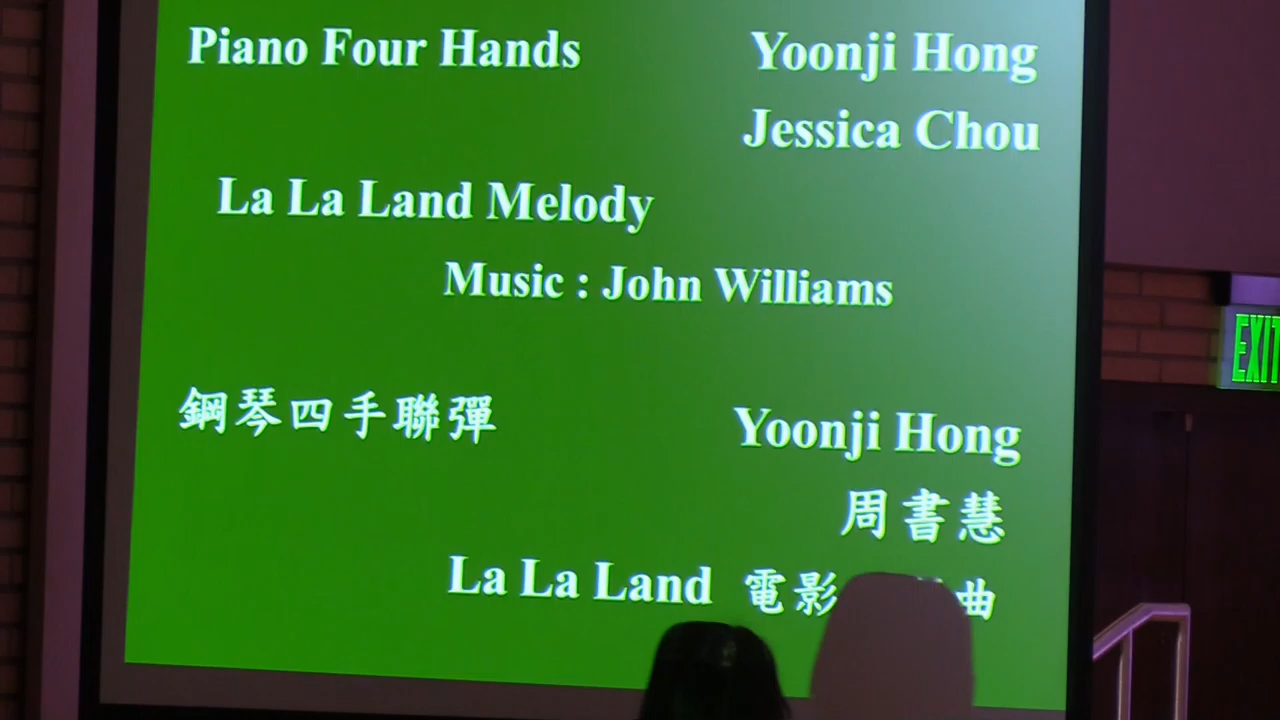 Piano Four Hands Yoonji Hong
Jessica Chou
La La Land Melody
Music : John Williams
鋼琴四手聯彈 Yoonji Hong
周書慧
La La Land 電影 曲
EXIT